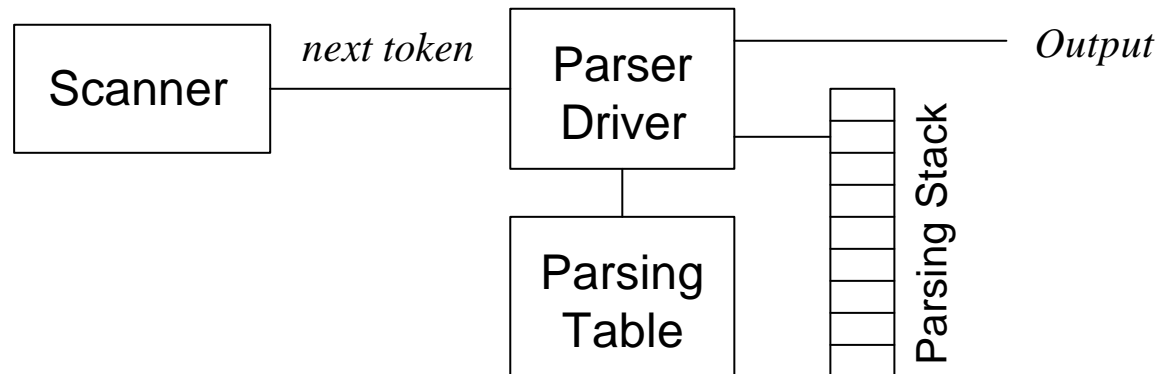 Scanner
next token
Parser
Driver
Output
Parsing
Table
Parsing Stack